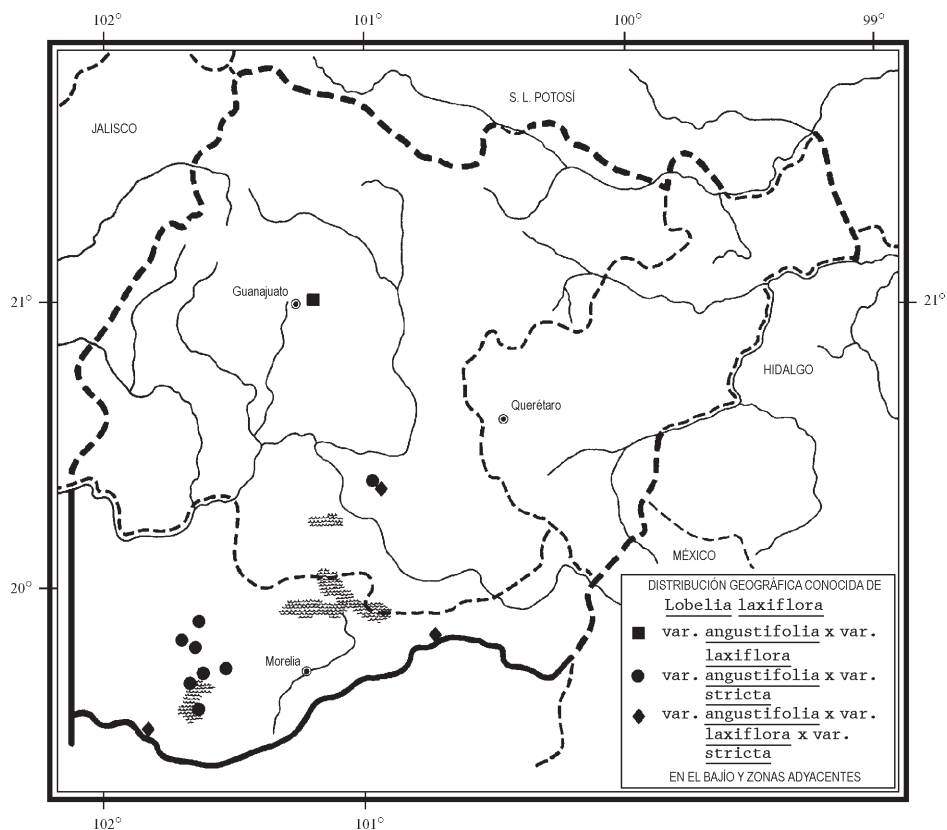 102°
101°
100°
99°
S. L. POTOSÍ
JALISCO
Guanajuato
21°
21°
HIDALGO
Querétaro
MÉXICO
20°
Morelia
DISTRIBUCIÓN GEOGRÁFICA CONOCIDA DE
Lobelia laxiflora
var. angustifolia x var.
laxiflora
var. angustifolia x var.
stricta
var. angustifolia x var.
laxiflora x var.
stricta
EN EL BAJÍO Y ZONAS ADYACENTES
102°
101°